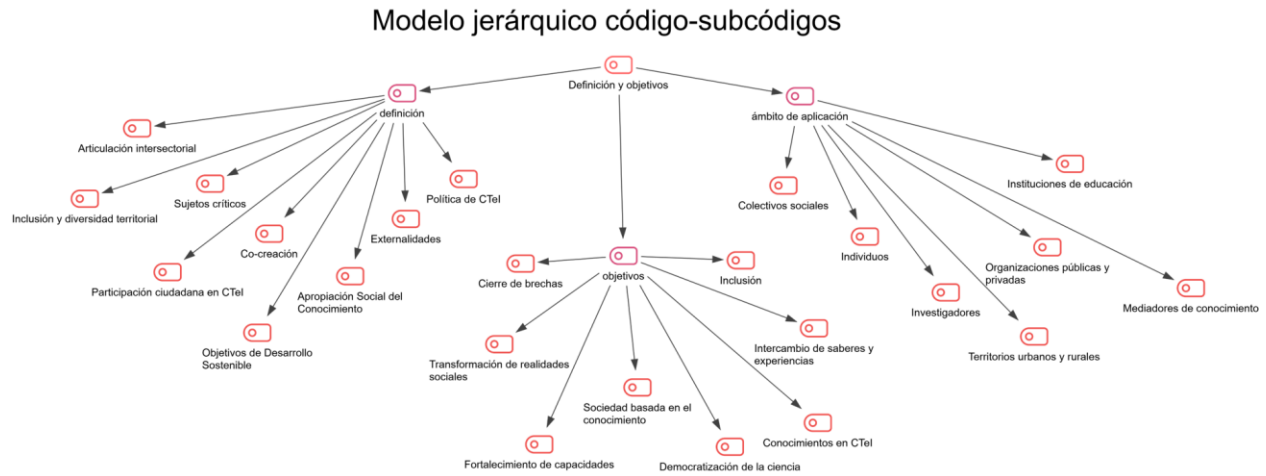 Modelo jerárquico código-subcódigos
Definición y objetivos
definición
ámbito de aplicación
Articulación intersectorial
Inclusión y diversidad territorial
Sujetos críticos
Participación ciudadana en CTeI
Co-creación
Objetivos de Desarrollo
Sostenible
Apropiación Social del
Conocimiento
Externalidades
Política de CTeI
objetivos
Cierre de brechas
Inclusión
Transformación de realidades
sociales
Fortalecimiento de capacidades
Sociedad basada en el
conocimiento
Democratización de la ciencia
Conocimientos en CTeI
Intercambio de saberes y
experiencias
Colectivos sociales
Individuos
Investigadores
Territorios urbanos y rurales
Organizaciones públicas y
privadas
Mediadores de conocimiento
Instituciones de educación